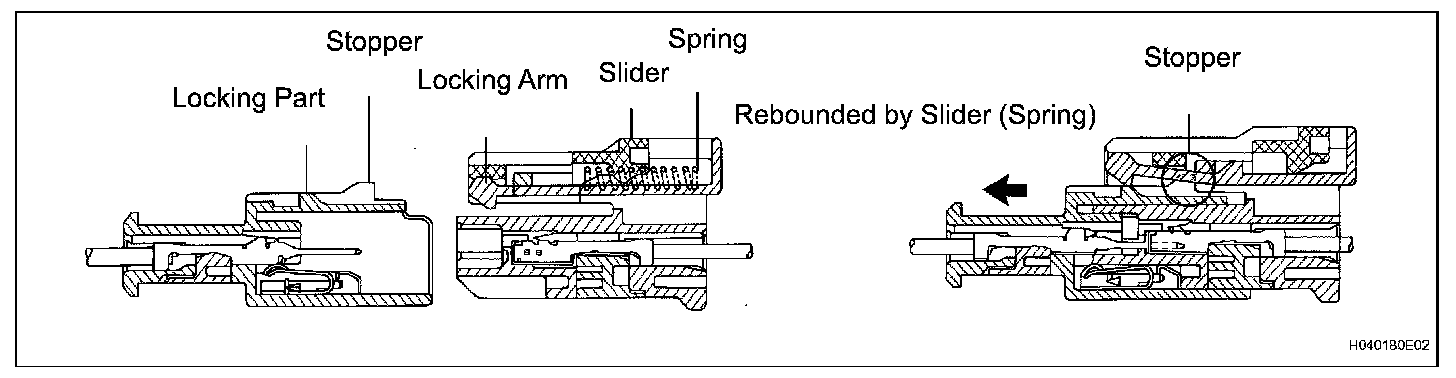 Stopper
Spring
Locking Part
Locking Arm
Slider
Rebounded by Slider (Spring)
Stopper
H040180E02